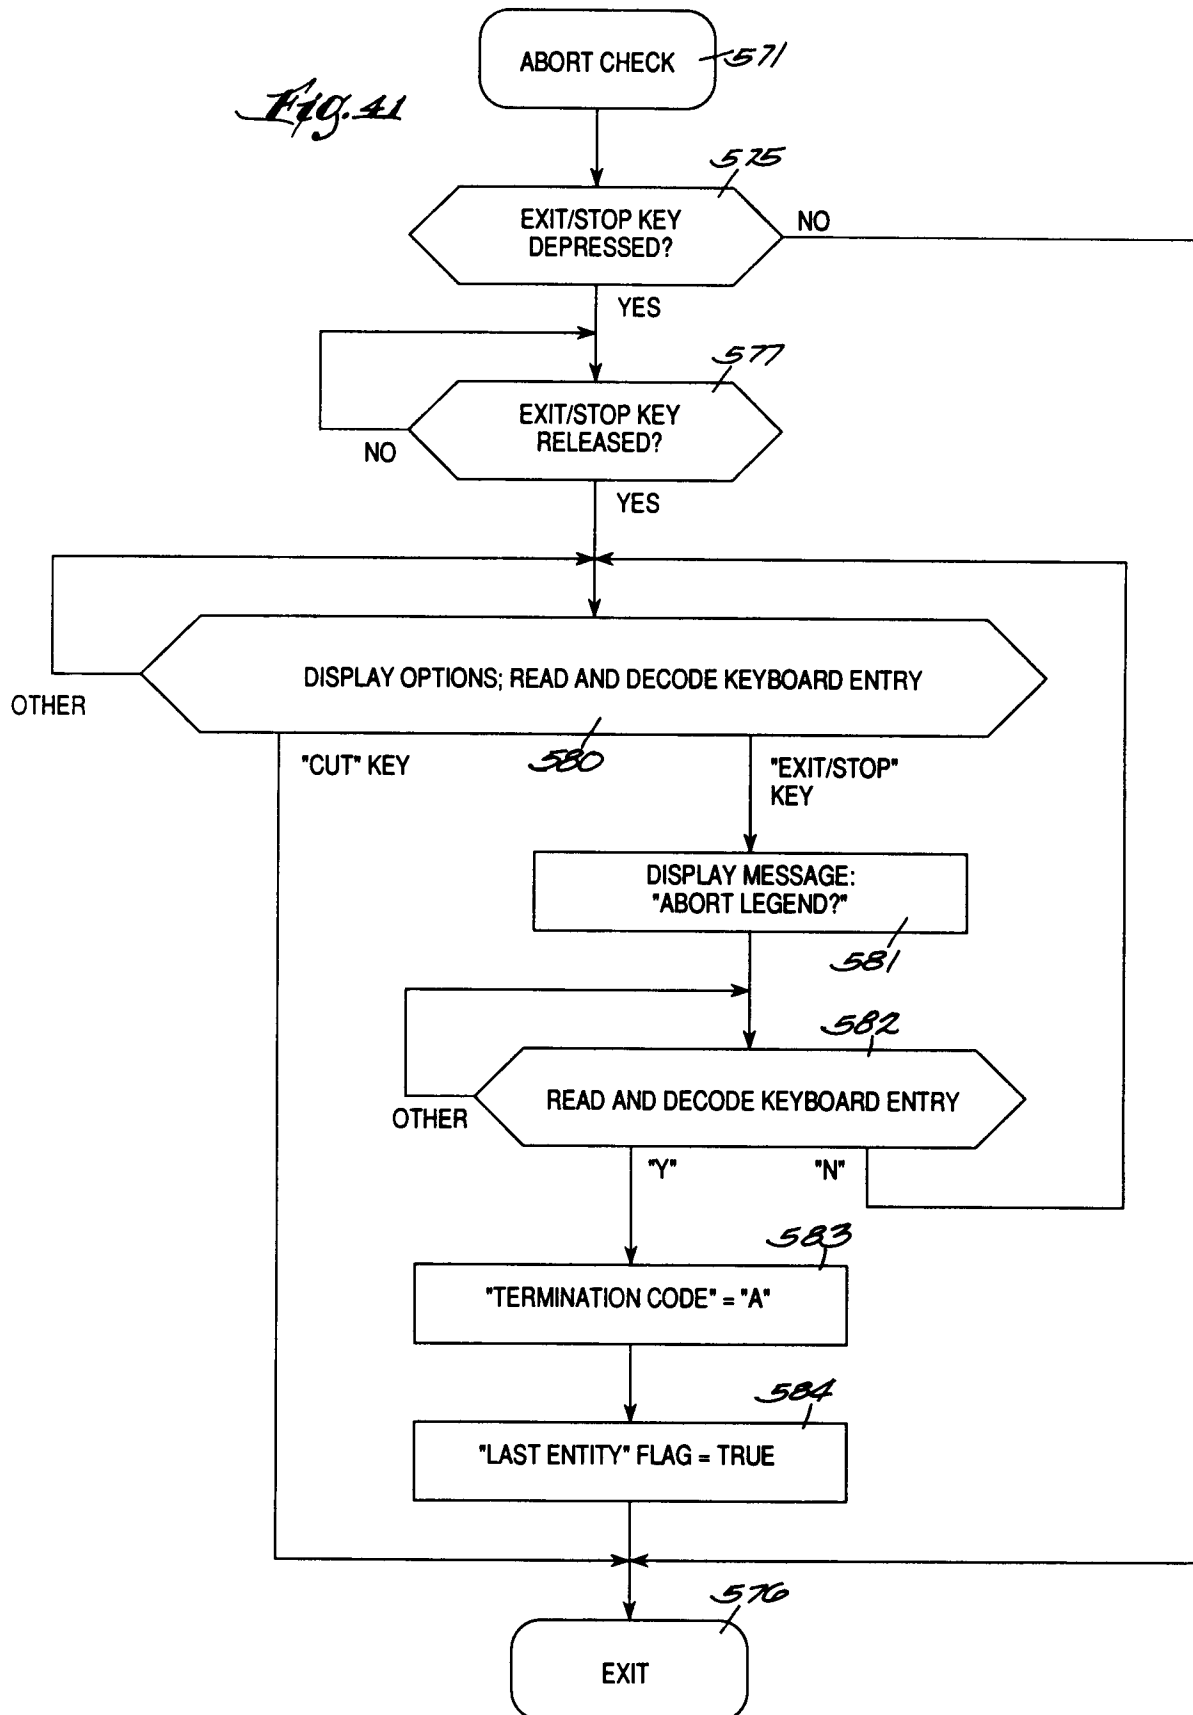 ABORT CHECK
571
Fig. 41
575
EXIT/STOP KEY
DEPRESSED?
NO
YES
577
EXIT/STOP KEY
RELEASED?
NO
YES
DISPLAY OPTIONS; READ AND DECODE KEYBOARD ENTRY
OTHER
580
"CUT" KEY
"EXIT/STOP"
KEY
DISPLAY MESSAGE:
"ABORT LEGEND?"
581
582
READ AND DECODE KEYBOARD ENTRY
OTHER
"Y"
"N"
583
"TERMINATION CODE" = "A"
584
"LAST ENTITY" FLAG = TRUE
576
EXIT